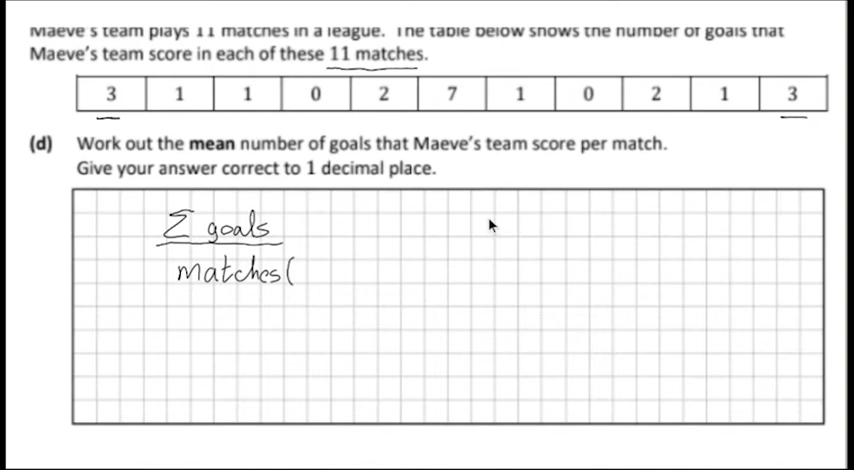 Maeve's team plays 11 matches in a league. The table below shows the number of goals that
Maeve's team score in each of these 11 matches.
3 1 1 0 2 7 1 0 2 1 3
(d) Work out the mean number of goals that Maeve's team score per match.
Give your answer correct to 1 decimal place.
Σ goals
matches(